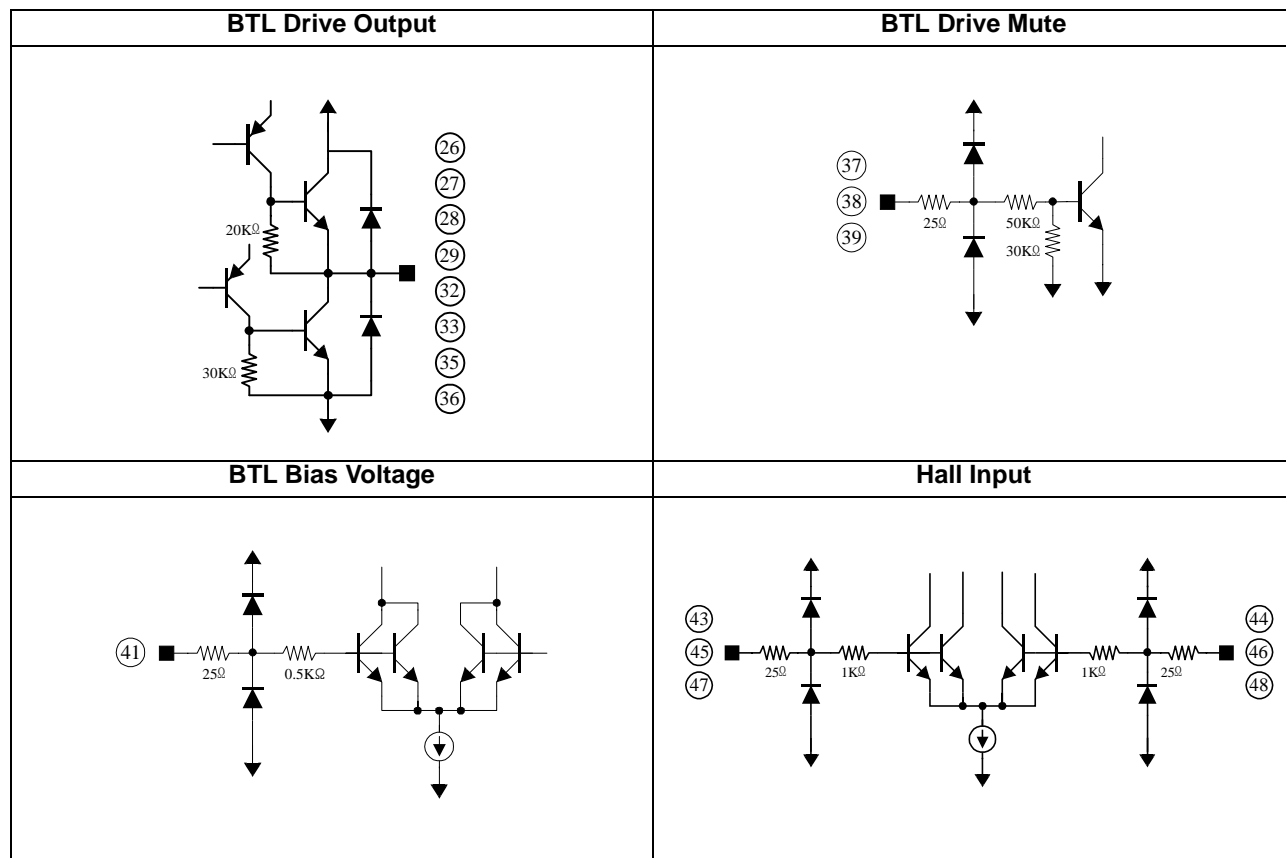 BTL Drive Output
BTL Drive Mute
26
27
28
29
32
33
35
36
20KΩ
30KΩ
37
38
39
25Ω
50KΩ
30KΩ
BTL Bias Voltage
Hall Input
41
25Ω
0.5KΩ
43
45
47
25Ω
1KΩ
1KΩ
25Ω
44
46
48